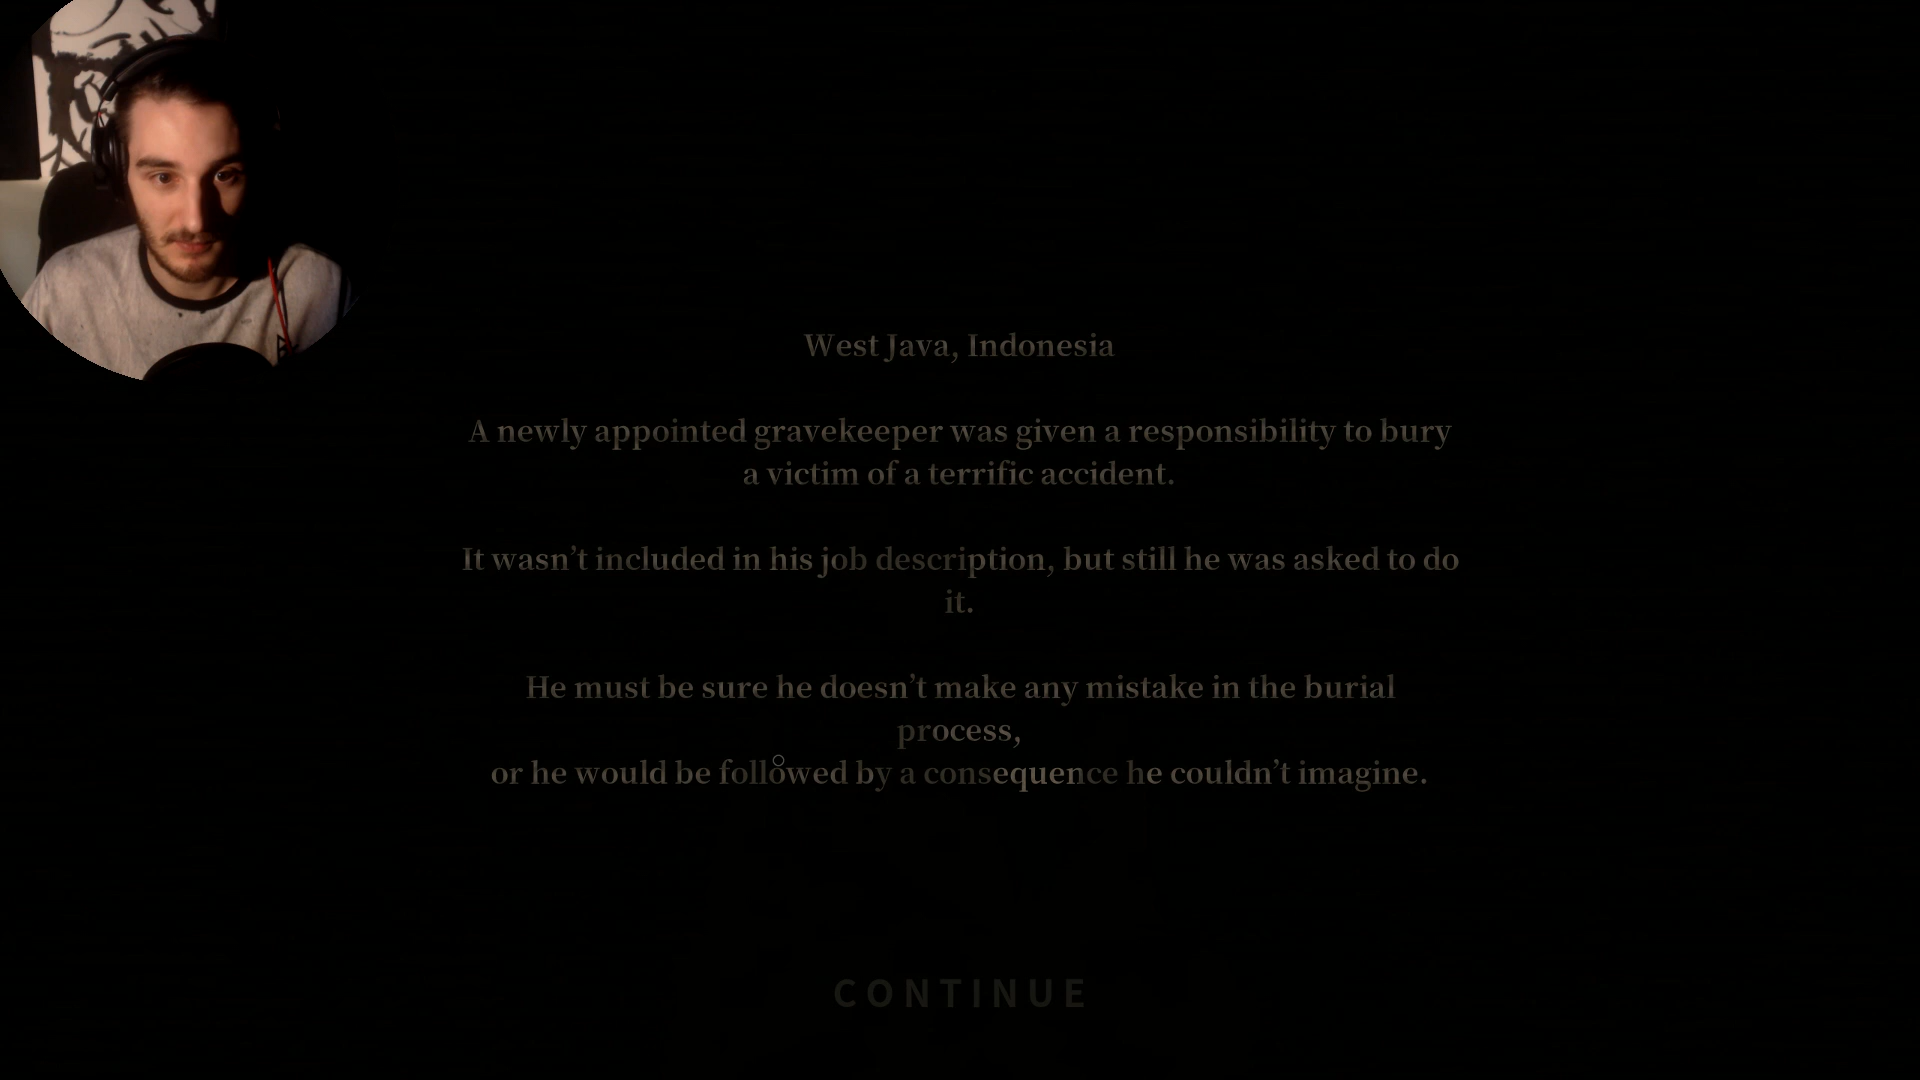 West Java, Indonesia
A newly appointed gravekeeper was given a responsibility to bury
a victim of a terrific accident.
It wasn't included in his job description, but still he was asked to do
it.
He must be sure he doesn't make any mistake in the burial
process,
or he would be followed by a consequence he couldn't imagine.
CONTINUE